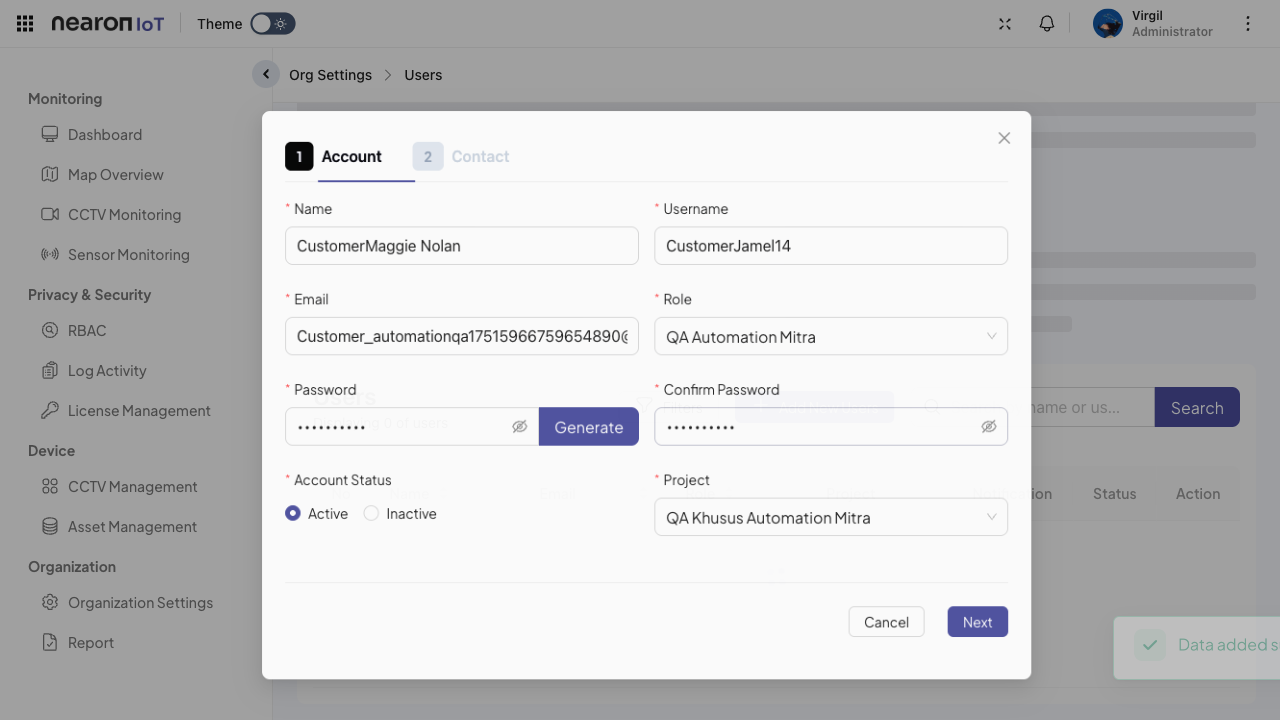 nearonIoT
Theme
Virgil
Administrator
Org Settings > Users
Monitoring
Dashboard
Map Overview
CCTV Monitoring
Sensor Monitoring
Privacy & Security
RBAC
Log Activity
License Management
Device
CCTV Management
Asset Management
Organization
Organization Settings
Report
1 Account
2 Contact
* Name
* Username
CustomerMaggie Nolan
CustomerJamel14
* Email
* Role
Customer_automationqa17515966759654890@
QA Automation Mitra
* Password
* Confirm Password
••••••••••
Generate
••••••••••
name or us...
Search
* Account Status
* Project
Active
Inactive
QA Khusus Automation Mitra
Status
Action
Cancel
Next
Data added s